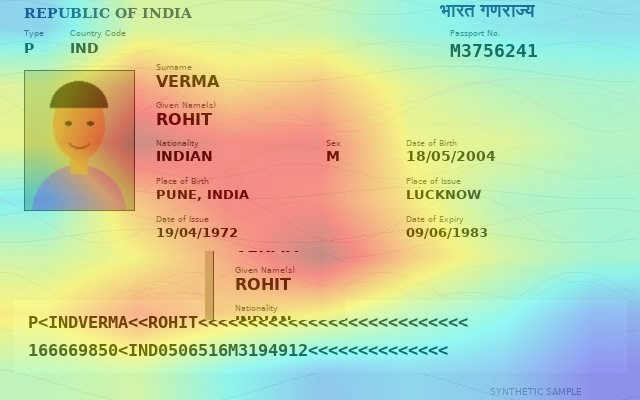 REPUBLIC OF INDIA
भारत गणराज्य
Type Country Code Passport No.
P IND M3756241
Surname
VERMA
Given Name(s)
ROHIT
Nationality Sex Date of Birth
INDIAN M 18/05/2004
Place of Birth Place of Issue
PUNE, INDIA LUCKNOW
Date of Issue Date of Expiry
19/04/1972 09/06/1983
Given Name(s)
ROHIT
Nationality
INDIAN
P<INDVERMA<<ROHIT<<<<<<<<<<<<<<<<<<<<<<<<<<<
166669850<IND0506516M3194912<<<<<<<<<<<<<<
SYNTHETIC SAMPLE